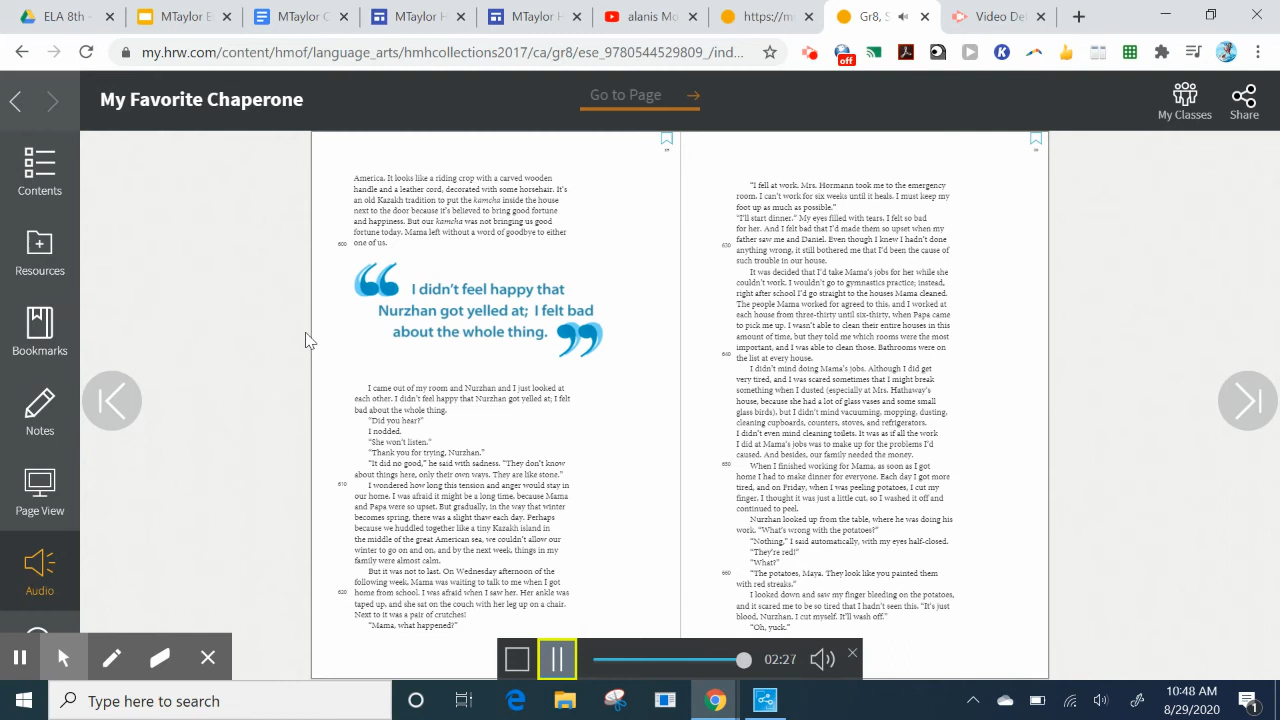 ELA 8th
MTaylor E
MTaylor
MTaylor H
MTaylor H
alanis Mo
https://m
Gr8, S
Video De
my.hrw.com/content/hmof/language_arts/hmhcollections2017/ca/gr8/ese_9780544529809_/ind...
off
My Favorite Chaperone
Go to Page
My Classes
Share
Contents
Resources
Bookmarks
Notes
Page View
Audio
America. It looks like a riding crop with a carved wooden
handle and a leather cord, decorated with some horsehair. It's
an old Kazakh tradition to put the kamcha inside the house
next to the door because it's believed to bring good fortune
and happiness. But our kamcha was not bringing us good
fortune today. Mama left without a word of goodbye to either
600 one of us.
“ I didn't feel happy that
Nurzhan got yelled at; I felt bad
about the whole thing. ”
I came out of my room and Nurzhan and I just looked at
each other. I didn't feel happy that Nurzhan got yelled at; I felt
bad about the whole thing.
“Did you hear?”
I nodded.
“She won't listen.”
“Thank you for trying, Nurzhan.”
“It did no good,” he said with sadness. “They don't know
about things here, only their own ways. They are like stone.”
610 I wondered how long this tension and anger would stay in
our home. I was afraid it might be a long time, because Mama
and Papa were so upset. But gradually, in the way that winter
becomes spring, there was a slight thaw each day. Perhaps
because we huddled together like a tiny Kazakh island in
the middle of the great American sea, we couldn't allow our
winter to go on and on, and by the next week, things in my
family were almost calm.
But it was not to last. On Wednesday afternoon of the
following week, Mama was waiting to talk to me when I got
620 home from school. I was afraid when I saw her. Her ankle was
taped up, and she sat on the couch with her leg up on a chair.
Next to it was a pair of crutches!
“Mama, what happened?”
“I fell at work. Mrs. Hormann took me to the emergency
room. I can't work for six weeks until it heals. I must keep my
foot up as much as possible.”
“I'll start dinner.” My eyes filled with tears. I felt so bad
for her. And I felt bad that I'd made them so upset when my
630 father saw me and Daniel. Even though I knew I hadn't done
anything wrong, it still bothered me that I'd been the cause of
such trouble in our house.
It was decided that I'd take Mama's jobs for her while she
couldn't work. I wouldn't go to gymnastics practice; instead,
right after school I'd go straight to the houses Mama cleaned.
The people Mama worked for agreed to this, and I worked at
each house from three-thirty until six-thirty, when Papa came
to pick me up. I wasn't able to clean their entire houses in this
amount of time, but they told me which rooms were the most
important, and I was able to clean those. Bathrooms were on
640 the list at every house.
I didn't mind doing Mama's jobs. Although I did get
very tired, and I was scared sometimes that I might break
something when I dusted (especially at Mrs. Hathaway's
house, because she had a lot of glass vases and some small
glass birds), but I didn't mind vacuuming, mopping, dusting,
cleaning cupboards, counters, stoves, and refrigerators.
I didn't even mind cleaning toilets. It was as if all the work
I did at Mama's jobs was to make up for the problems I'd
caused. And besides, our family needed the money.
650 When I finished working for Mama, as soon as I got
home I had to make dinner for everyone. Each day I got more
tired, and on Friday, when I was peeling potatoes, I cut my
finger. I thought it was just a little cut, so I washed it off and
continued to peel.
Nurzhan looked up from the table, where he was doing his
work. “What's wrong with the potatoes?”
“Nothing,” I said automatically, with my eyes half-closed.
“They're red!”
“What?”
660 “The potatoes, Maya. They look like you painted them
with red streaks.”
I looked down and saw my finger bleeding on the potatoes,
and it scared me to be so tired that I hadn't seen this. “It's just
blood, Nurzhan. I cut myself. It'll wash off.”
“Oh, yuck.”
02:27
Type here to search
10:48 AM
8/29/2020
1